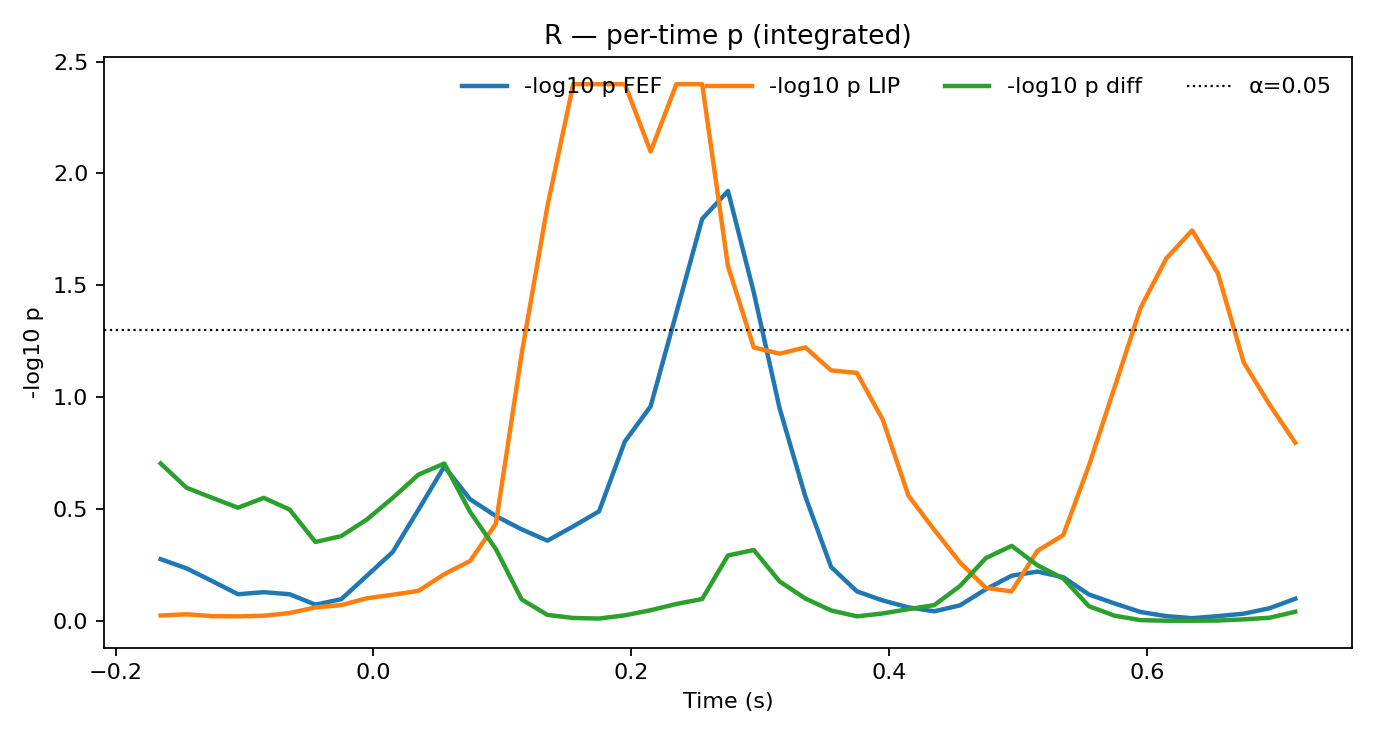 R — per-time p (integrated)
-log10 p FEF -log10 p LIP -log10 p diff α=0.05
2.5
2.0
1.5
1.0
0.5
0.0
-log10 p
−0.2 0.0 0.2 0.4 0.6
Time (s)